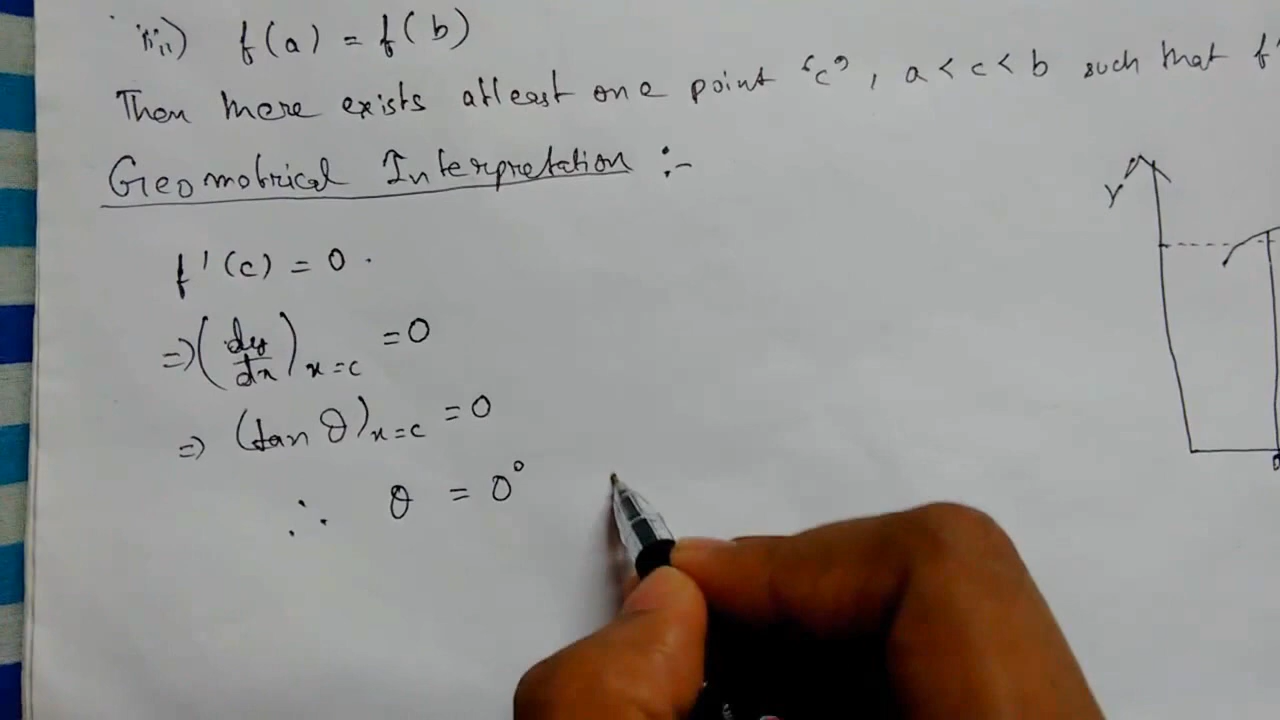 iii) f(a) = f(b)
Then there exists atleast one point 'c', a < c < b such that f'
Geometrical Interpretation :-
f'(c) = 0.
=> (dy/dx)x=c = 0
=> (tan θ)x=c = 0
∴ θ = 0°
Y